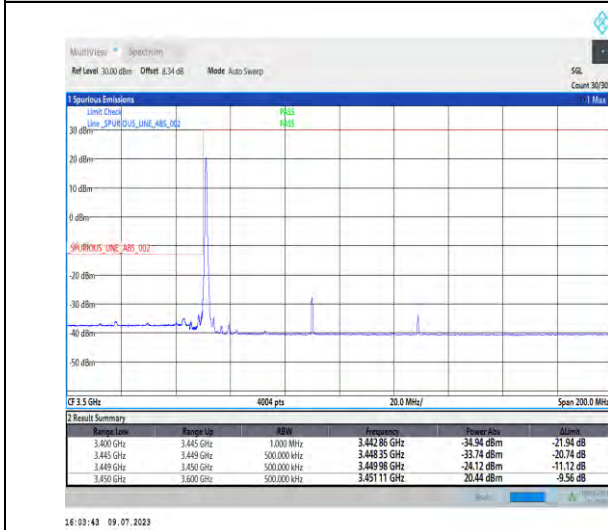 MultiView Spectrum
Ref Level 30.00 dBm Offset 8.34 dB Mode Auto Sweep SGL
Count 30/30
1 Spurious Emissions 1 Max
Limit Check PASS
Line _SPURIOUS_LINE_ABS_002 PASS
30 dBm
20 dBm
10 dBm
0 dBm
SPURIOUS_LINE_ABS_002
-20 dBm
-30 dBm
-40 dBm
-50 dBm
CF 3.5 GHz 4004 pts 20.0 MHz/ Span 200.0 MHz
2 Result Summary
Range Low Range Up RBW Frequency Power Abs ΔLimit
3.400 GHz 3.445 GHz 1.000 MHz 3.442 86 GHz -34.94 dBm -21.94 dB
3.445 GHz 3.449 GHz 500.000 kHz 3.448 35 GHz -33.74 dBm -20.74 dB
3.449 GHz 3.450 GHz 500.000 kHz 3.449 98 GHz -24.12 dBm -11.12 dB
3.450 GHz 3.600 GHz 500.000 kHz 3.451 11 GHz 20.44 dBm -9.56 dB
16:03:43 09.07.2023